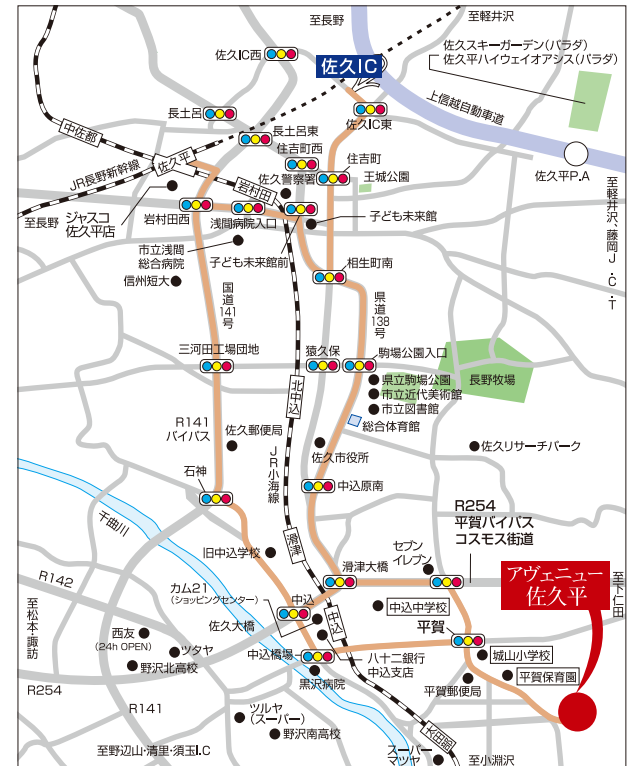 至長野
至軽井沢
佐久IC西
佐久IC
佐久スキーガーデン(パラダ)
佐久平ハイウェイオアシス(パラダ)
長土呂
佐久IC東
上信越自動車道
中佐都
長土呂東
住吉町西
住吉町
佐久平
JR長野新幹線
佐久警察署
王城公園
佐久平P.A
岩村田
至長野
ジャスコ
佐久平店
岩村田西
浅間病院入口
子ども未来館
至軽井沢、藤岡J・C・T
市立浅間
総合病院
子ども未来館前
信州短大
相生町南
国道
141
号
県道
138
号
三河田工場団地
猿久保
駒場公園入口
北中込
県立駒場公園
市立近代美術館
市立図書館
長野牧場
総合体育館
R141
バイパス
佐久郵便局
JR小海線
佐久市役所
佐久リサーチパーク
石神
中込原南
千曲川
滑津
R254
平賀バイパス
コスモス街道
旧中込学校
セブン
イレブン
滑津大橋
R142
カム21
(ショッピングセンター)
中込
アヴェニュー
佐久平
至下仁田
至松本・諏訪
佐久大橋
中込
中込中学校
平賀
西友
(24h OPEN)
ツタヤ
中込橋場
八十二銀行
中込支店
城山小学校
野沢北高校
黒沢病院
平賀郵便局
平賀保育園
R254
R141
ツルヤ
(スーパー)
野沢南高校
太田部
スーパー
マツヤ
至野辺山・清里・須玉I.C
至小淵沢